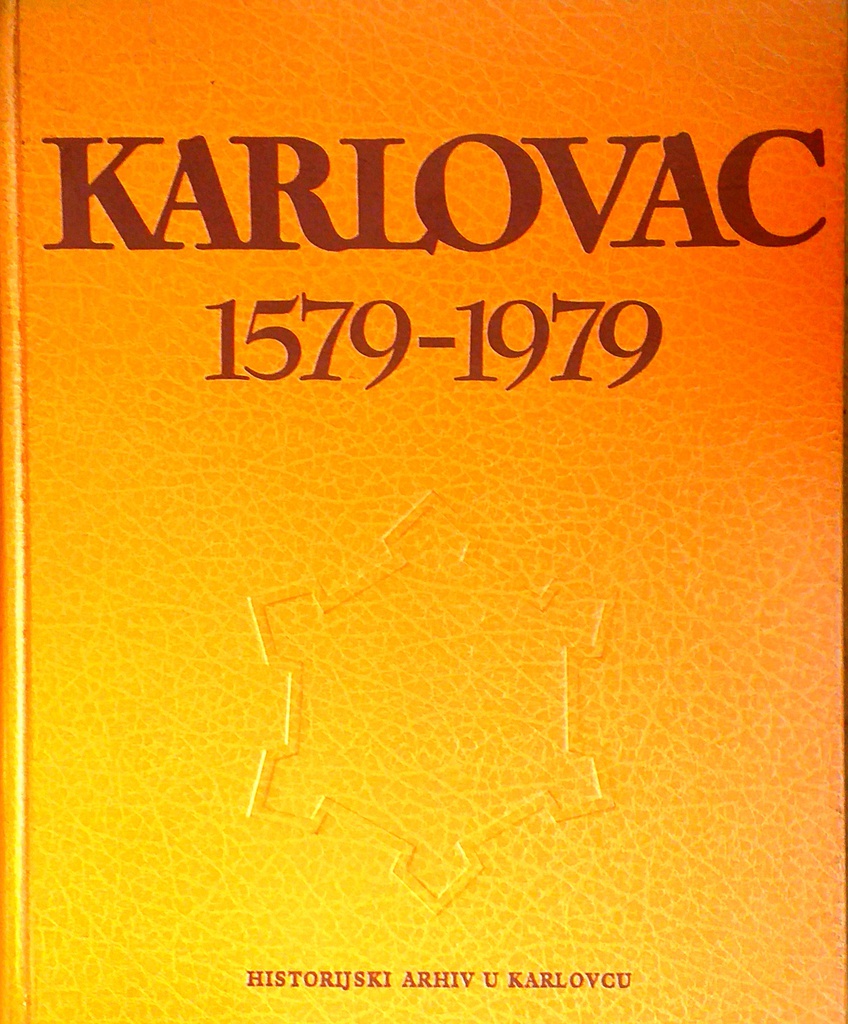 KARLOVAC
1579-1979
HISTORIJSKI ARHIV U KARLOVCU